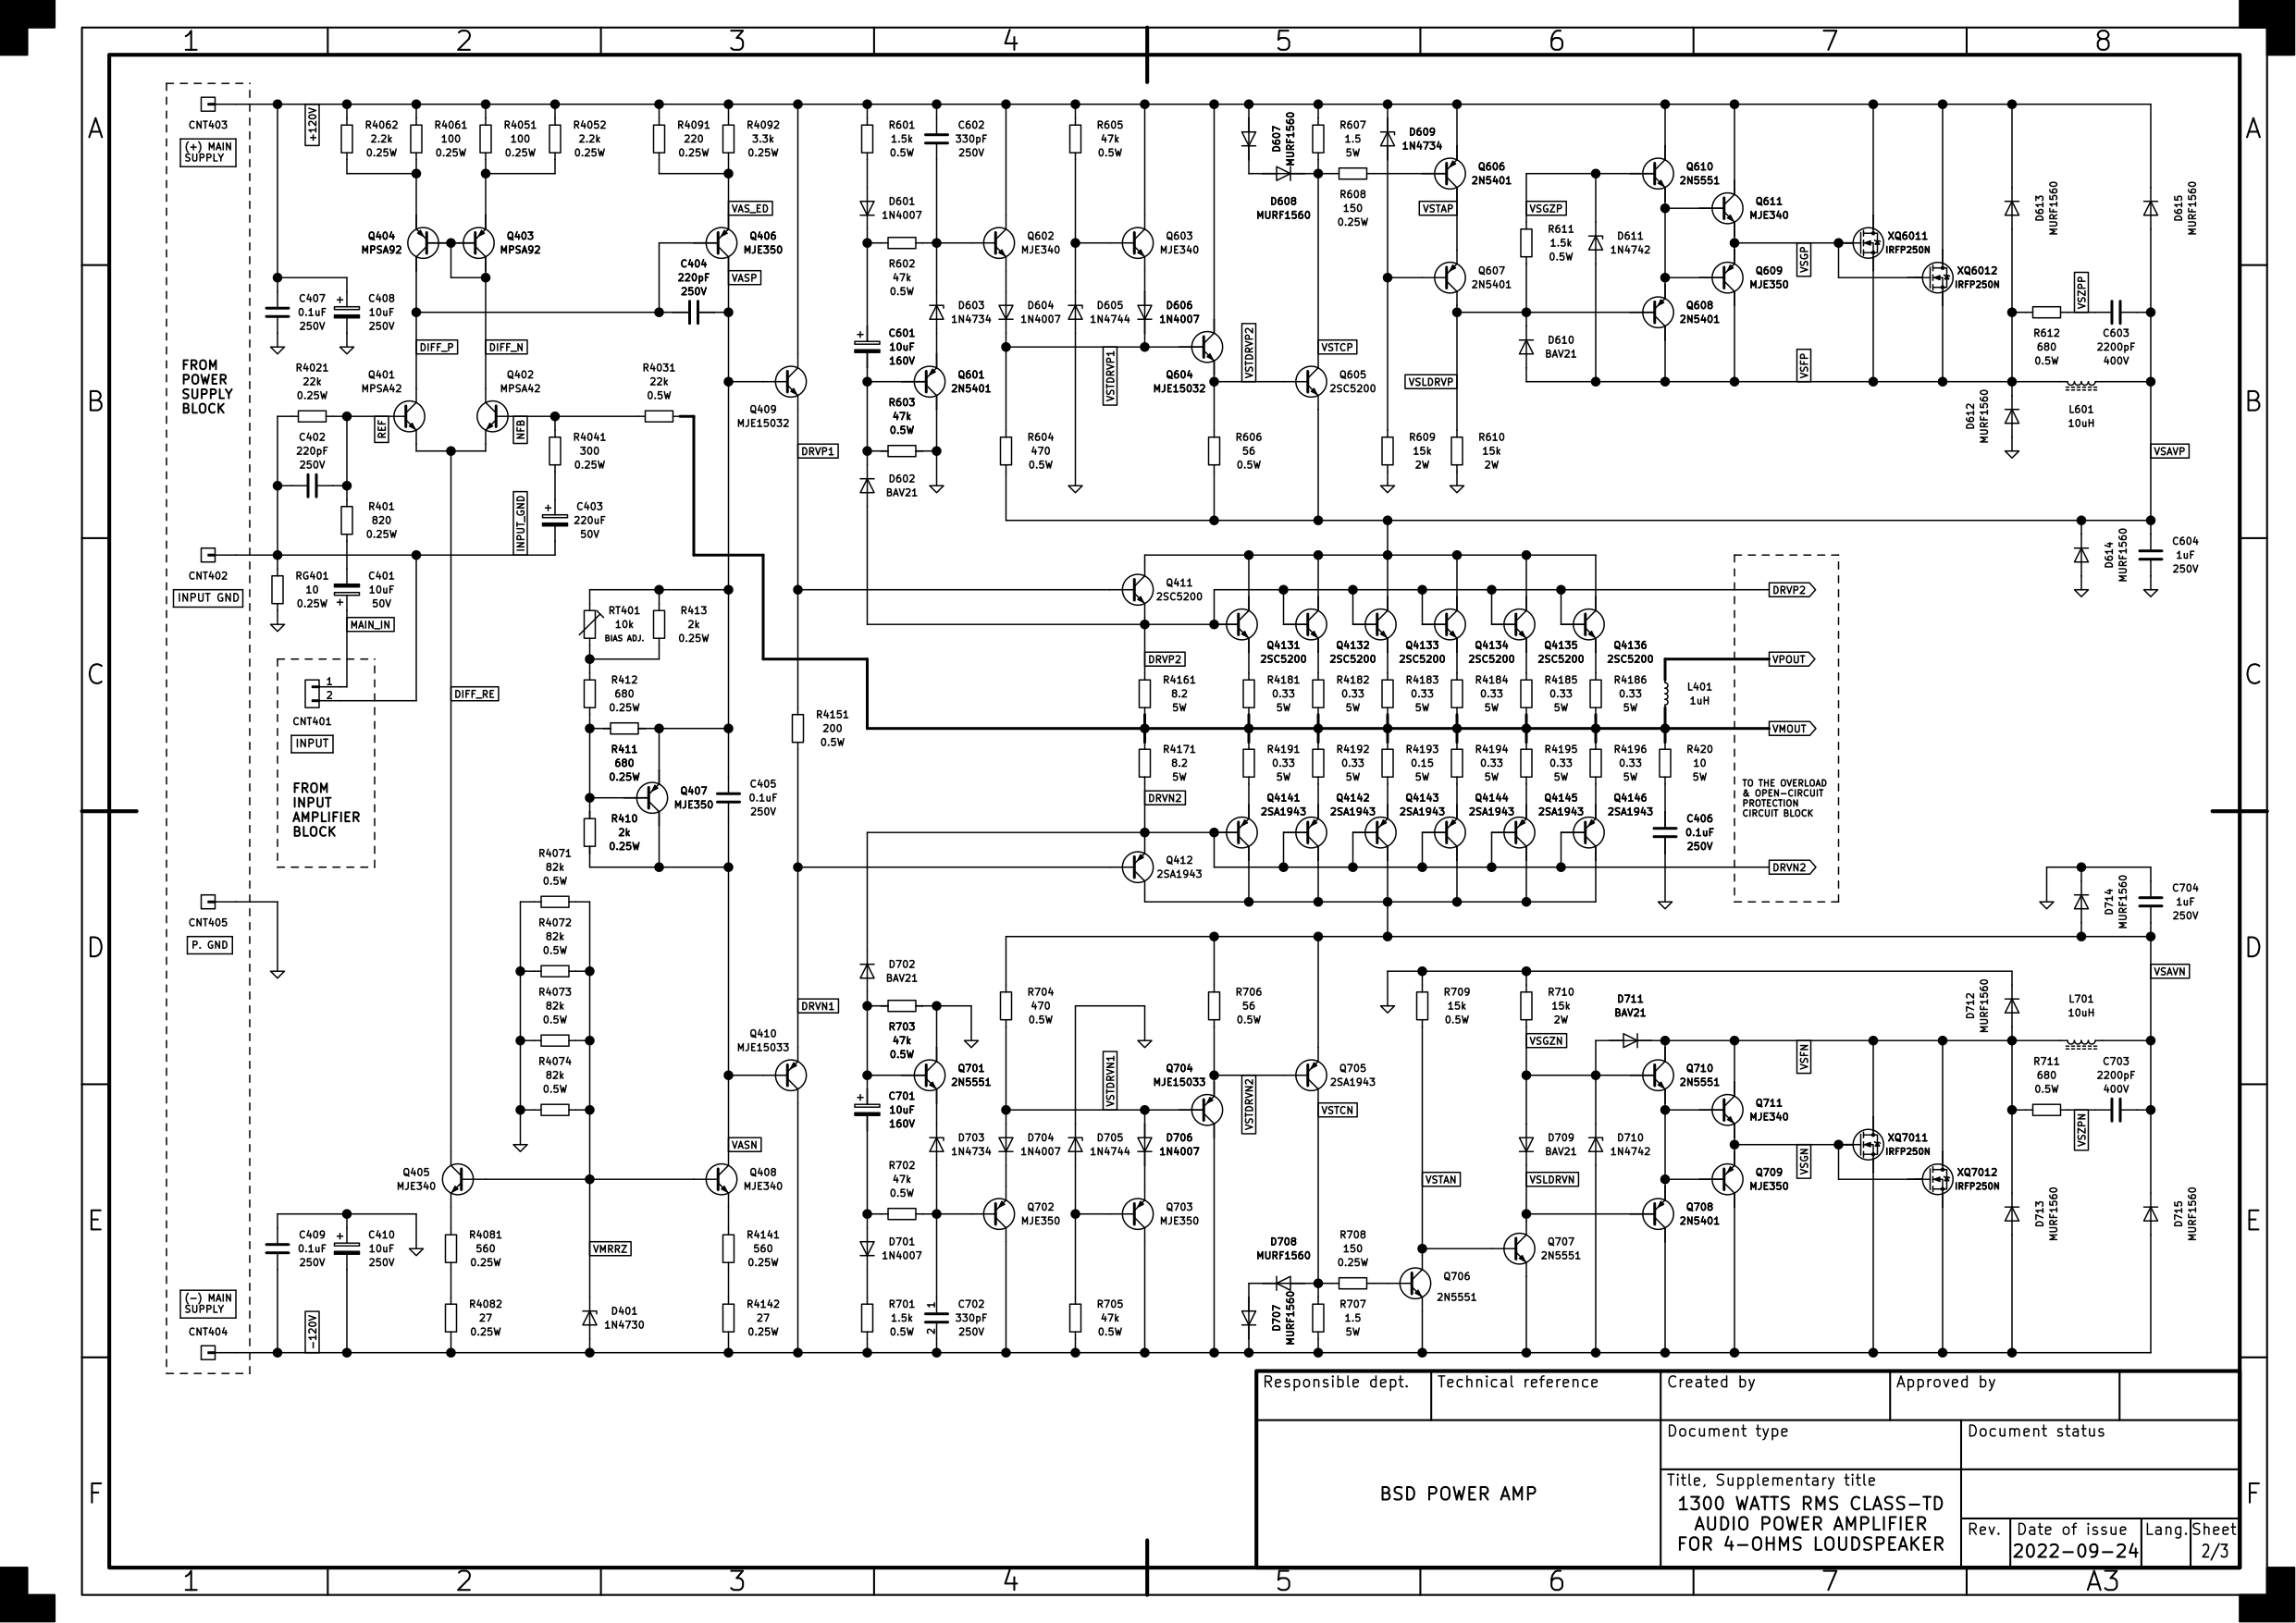 1 2 3 4 5 6 7 8
A
B
C
D
E
F
A
B
C
D
E
F
CNT403
(+) MAIN
SUPPLY
+120V
R4062
2.2k
0.25W
R4061
100
0.25W
R4051
100
0.25W
R4052
2.2k
0.25W
R4091
220
0.25W
R4092
3.3k
0.25W
R601
1.5k
0.5W
C602
330pF
250V
R605
47k
0.5W
D607
MURF1560
R607
1.5
5W
D609
1N4734
D608
MURF1560
R608
150
0.25W
Q606
2N5401
VSTAP
VSGZP
Q610
2N5551
Q611
MJE340
D613
MURF1560
D615
MURF1560
Q404
MPSA92
Q403
MPSA92
VAS_ED
Q406
MJE350
VASP
C404
220pF
250V
D601
1N4007
R602
47k
0.5W
Q602
MJE340
Q603
MJE340
D603
1N4734
D604
1N4007
D605
1N4744
D606
1N4007
Q607
2N5401
R611
1.5k
0.5W
D611
1N4742
Q609
MJE350
Q608
2N5401
VSGP
XQ6011
IRFP250N
XQ6012
IRFP250N
VSZPP
R612
680
0.5W
C603
2200pF
400V
C407
0.1uF
250V
C408
10uF
250V
DIFF_P
DIFF_N
FROM
POWER
SUPPLY
BLOCK
R4021
22k
0.25W
Q401
MPSA42
Q402
MPSA42
R4031
22k
0.5W
Q409
MJE15032
C601
10uF
160V
Q601
2N5401
R603
47k
0.5W
D602
BAV21
VSTDRVP1
Q604
MJE15032
VSTDRVP2
VSTCP
Q605
2SC5200
VSLDRVP
D610
BAV21
VSFP
D612
MURF1560
L601
10uH
REF
NFB
C402
220pF
250V
R4041
300
0.25W
DRVP1
R604
470
0.5W
R606
56
0.5W
R609
15k
2W
R610
15k
2W
VSAVP
R401
820
0.25W
INPUT_GND
C403
220uF
50V
CNT402
INPUT GND
RG401
10
0.25W
C401
10uF
50V
MAIN_IN
RT401
10k
BIAS ADJ.
R413
2k
0.25W
Q411
2SC5200
DRVP2
D614
MURF1560
C604
1uF
250V
Q4131
2SC5200
Q4132
2SC5200
Q4133
2SC5200
Q4134
2SC5200
Q4135
2SC5200
Q4136
2SC5200
DRVP2
VPOUT
1
2
CNT401
INPUT
FROM
INPUT
AMPLIFIER
BLOCK
DIFF_RE
R412
680
0.25W
R4151
200
0.5W
R4161
8.2
5W
R4181
0.33
5W
R4182
0.33
5W
R4183
0.33
5W
R4184
0.33
5W
R4185
0.33
5W
R4186
0.33
5W
L401
1uH
VMOUT
R411
680
0.25W
Q407
MJE350
C405
0.1uF
250V
R4171
8.2
5W
R4191
0.33
5W
R4192
0.33
5W
R4193
0.15
5W
R4194
0.33
5W
R4195
0.33
5W
R4196
0.33
5W
R420
10
5W
TO THE OVERLOAD
& OPEN-CIRCUIT
PROTECTION
CIRCUIT BLOCK
DRVN2
R410
2k
0.25W
Q4141
2SA1943
Q4142
2SA1943
Q4143
2SA1943
Q4144
2SA1943
Q4145
2SA1943
Q4146
2SA1943
C406
0.1uF
250V
Q412
2SA1943
DRVN2
R4071
82k
0.5W
R4072
82k
0.5W
R4073
82k
0.5W
R4074
82k
0.5W
CNT405
P. GND
D714
MURF1560
C704
1uF
250V
D702
BAV21
VSAVN
DRVN1
R703
47k
0.5W
R704
470
0.5W
R706
56
0.5W
R709
15k
0.5W
R710
15k
2W
VSGZN
D711
BAV21
D712
MURF1560
L701
10uH
Q410
MJE15033
Q701
2N5551
C701
10uF
160V
VSTDRVN1
Q704
MJE15033
VSTDRVN2
Q705
2SA1943
VSTCN
Q710
2N5551
Q711
MJE340
VSFN
R711
680
0.5W
C703
2200pF
400V
VSZPN
VASN
D703
1N4734
D704
1N4007
D705
1N4744
D706
1N4007
D709
BAV21
D710
1N4742
VSGN
XQ7011
IRFP250N
XQ7012
IRFP250N
Q405
MJE340
Q408
MJE340
R702
47k
0.5W
Q702
MJE350
Q703
MJE350
VSTAN
VSLDRVN
Q709
MJE350
Q708
2N5401
D713
MURF1560
D715
MURF1560
C409
0.1uF
250V
C410
10uF
250V
R4081
560
0.25W
VMRRZ
R4141
560
0.25W
D701
1N4007
D708
MURF1560
R708
150
0.25W
Q707
2N5551
Q706
2N5551
(-) MAIN
SUPPLY
CNT404
-120V
R4082
27
0.25W
D401
1N4730
R4142
27
0.25W
R701
1.5k
0.5W
1
2
C702
330pF
250V
R705
47k
0.5W
D707
MURF1560
R707
1.5
5W
Responsible dept.
Technical reference
Created by
Approved by
Document type
Document status
BSD POWER AMP
Title, Supplementary title
1300 WATTS RMS CLASS-TD
AUDIO POWER AMPLIFIER
FOR 4-OHMS LOUDSPEAKER
Rev.
Date of issue
2022-09-24
Lang.
Sheet
2/3
1 2 3 4 5 6 7 A3